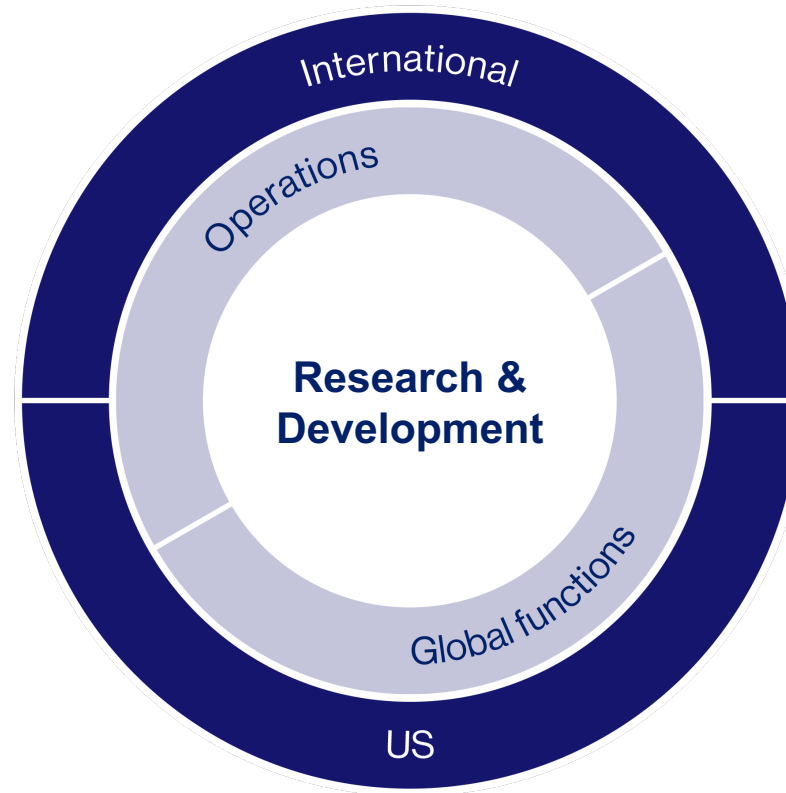 International
Operations
Research &
Development
Global functions
US